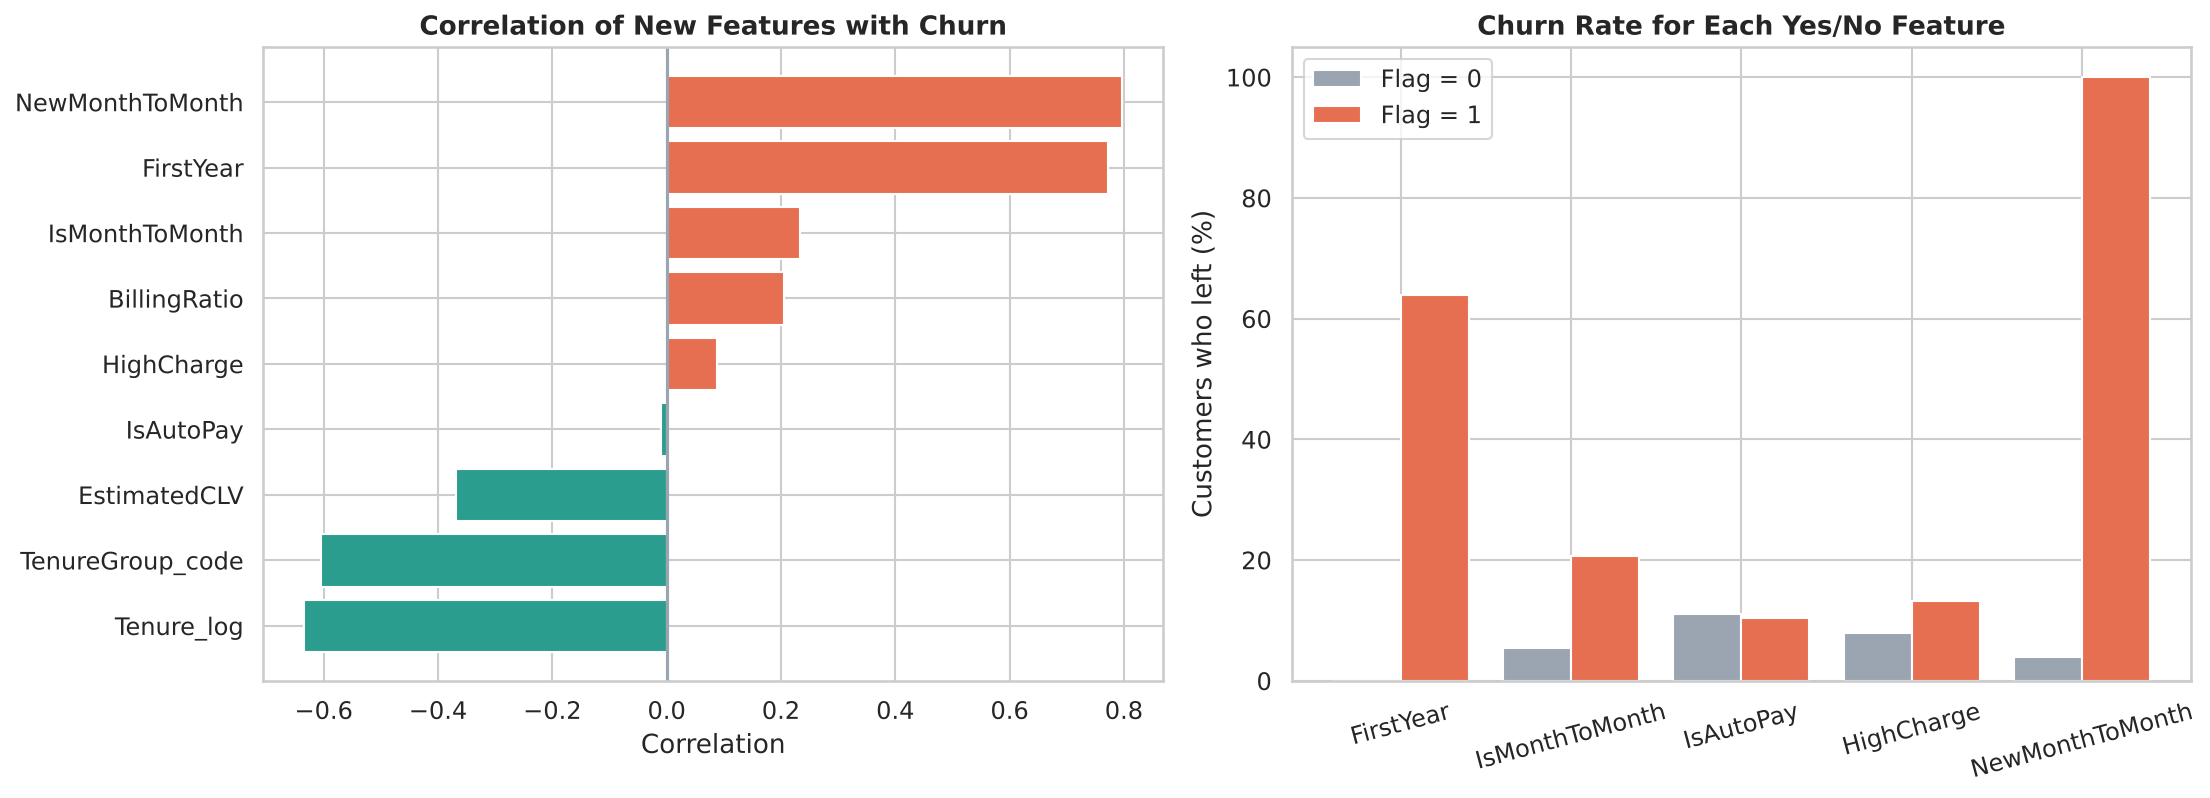 Correlation of New Features with Churn
NewMonthToMonth
FirstYear
IsMonthToMonth
BillingRatio
HighCharge
IsAutoPay
EstimatedCLV
TenureGroup_code
Tenure_log
−0.6 −0.4 −0.2 0.0 0.2 0.4 0.6 0.8
Correlation
Churn Rate for Each Yes/No Feature
Flag = 0
Flag = 1
Customers who left (%)
100
80
60
40
20
0
FirstYear IsMonthToMonth IsAutoPay HighCharge NewMonthToMonth